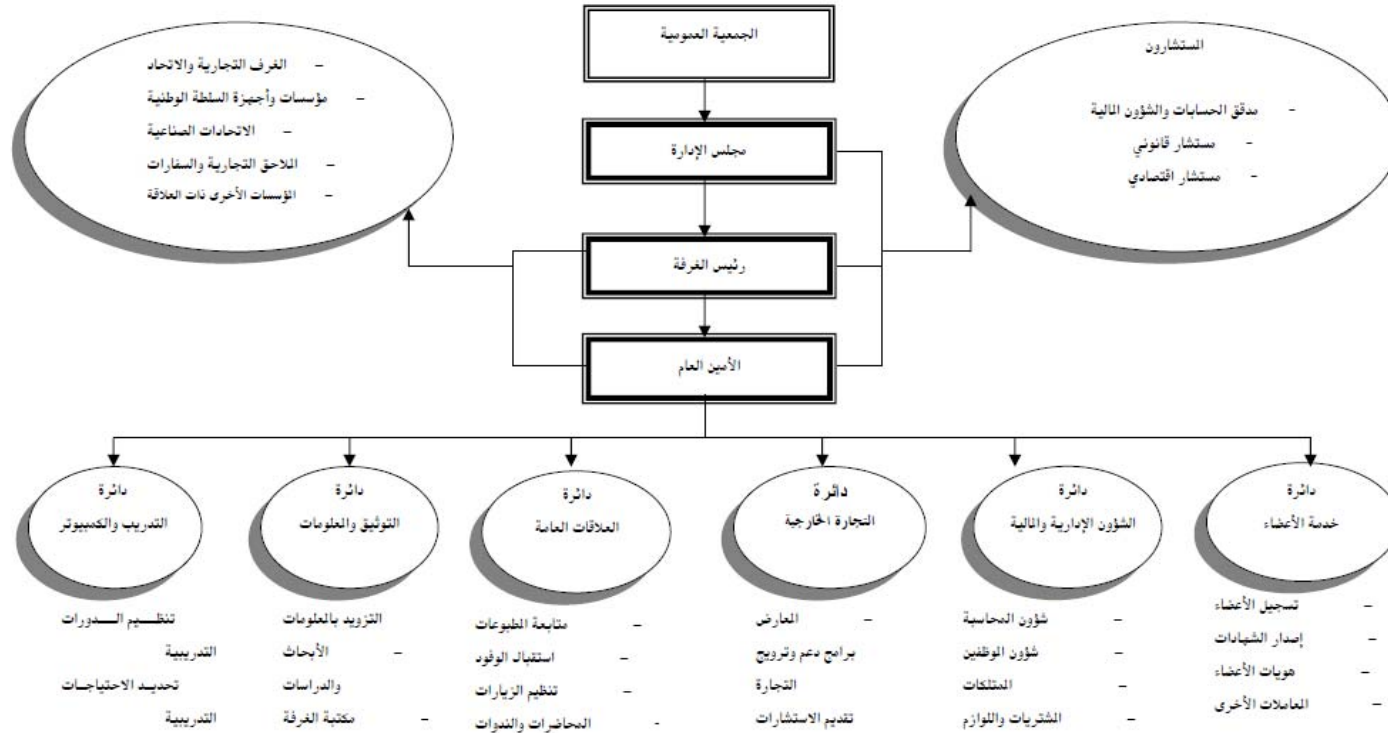 الجمعية العمومية
المستشارون
- مدقق الحسابات والشؤون المالية
- مستشار قانوني
- مستشار اقتصادي
- الغرف التجارية والاتحاد
- مؤسسات وأجهزة السلطة الوطنية
- الاتحادات الصناعية
- الملاحق التجارية والسفارات
- المؤسسات الأخرى ذات العلاقة
مجلس الإدارة
رئيس الغرفة
الأمين العام
دائرة
خدمة الأعضاء
- تسجيل الأعضاء
- إصدار الشهادات
- هويات الأعضاء
- المعاملات الأخرى
دائرة
الشؤون الإدارية والمالية
- شؤون المحاسبة
- شؤون الموظفين
- الممتلكات
- المشتريات واللوازم
دائرة
التجارة الخارجية
- المعارض
برامج دعم وترويج
التجارة
تقديم الاستشارات
دائرة
العلاقات العامة
- متابعة المطبوعات
- استقبال الوفود
- تنظيم الزيارات
- المحاضرات والندوات
دائرة
التوثيق والمعلومات
التزويد بالمعلومات
- الأبحاث
والدراسات
- مكتبة الغرفة
دائرة
التدريب والكمبيوتر
تنظـــيم الـــدورات
التدريبية
تحديـد الاحتياجـات
التدريبية